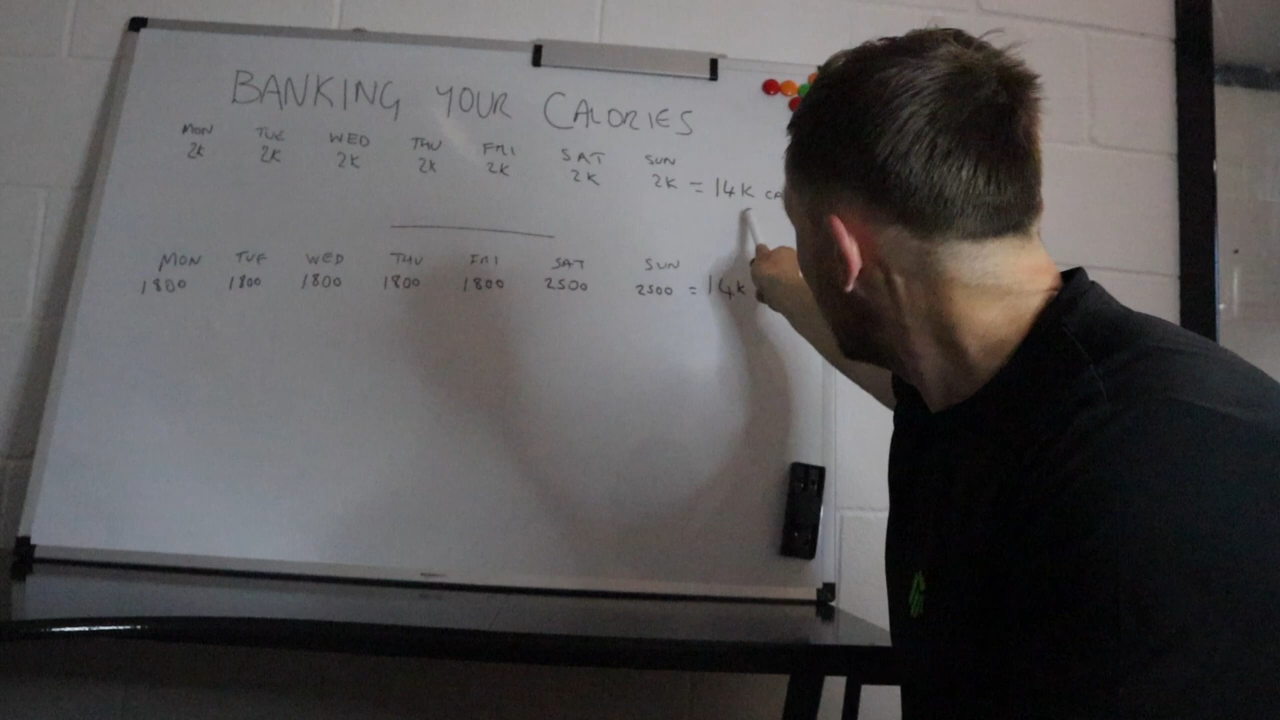 BANKING YOUR CALORIES
MON TUE WED THU FRI SAT SUN
2K 2K 2K 2K 2K 2K 2K = 14K
MON TUE WED THU FRI SAT SUN
1800 1800 1800 1800 1800 2500 2500 = 14K